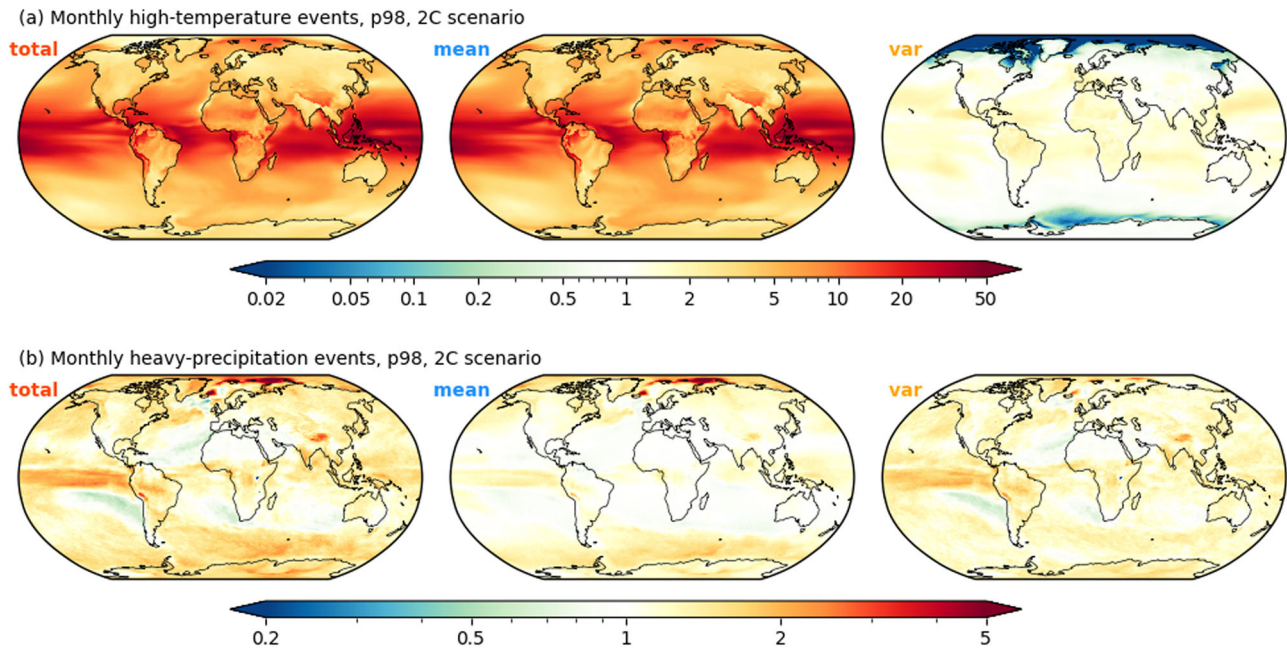 (a) Monthly high-temperature events, p98, 2C scenario
total mean var
0.02 0.05 0.1 0.2 0.5 1 2 5 10 20 50
(b) Monthly heavy-precipitation events, p98, 2C scenario
total mean var
0.2 0.5 1 2 5